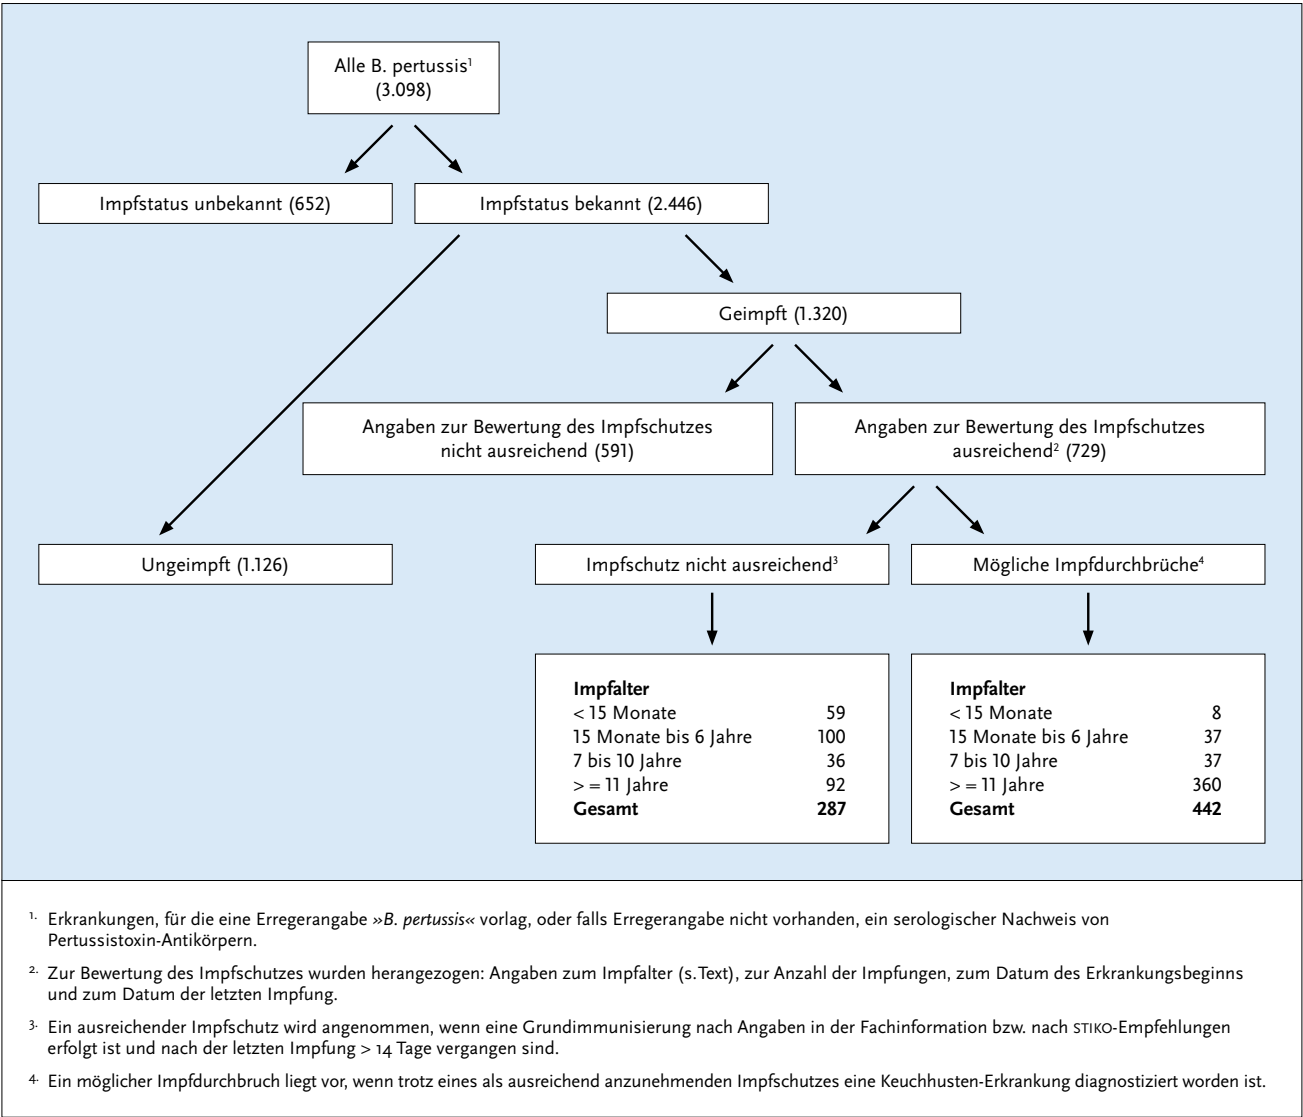 Alle B. pertussis¹
(3.098)
Impfstatus unbekannt (652)
Impfstatus bekannt (2.446)
Geimpft (1.320)
Angaben zur Bewertung des Impfschutzes
nicht ausreichend (591)
Angaben zur Bewertung des Impfschutzes
ausreichend² (729)
Ungeimpft (1.126)
Impfschutz nicht ausreichend³
Mögliche Impfdurchbrüche⁴
Impfalter
< 15 Monate 59
15 Monate bis 6 Jahre 100
7 bis 10 Jahre 36
> = 11 Jahre 92
Gesamt 287
Impfalter
< 15 Monate 8
15 Monate bis 6 Jahre 37
7 bis 10 Jahre 37
> = 11 Jahre 360
Gesamt 442
1. Erkrankungen, für die eine Erregerangabe »B. pertussis« vorlag, oder falls Erregerangabe nicht vorhanden, ein serologischer Nachweis von
Pertussistoxin-Antikörpern.
2. Zur Bewertung des Impfschutzes wurden herangezogen: Angaben zum Impfalter (s. Text), zur Anzahl der Impfungen, zum Datum des Erkrankungsbeginns
und zum Datum der letzten Impfung.
3. Ein ausreichender Impfschutz wird angenommen, wenn eine Grundimmunisierung nach Angaben in der Fachinformation bzw. nach STIKO-Empfehlungen
erfolgt ist und nach der letzten Impfung > 14 Tage vergangen sind.
4. Ein möglicher Impfdurchbruch liegt vor, wenn trotz eines als ausreichend anzunehmenden Impfschutzes eine Keuchhusten-Erkrankung diagnostiziert worden ist.